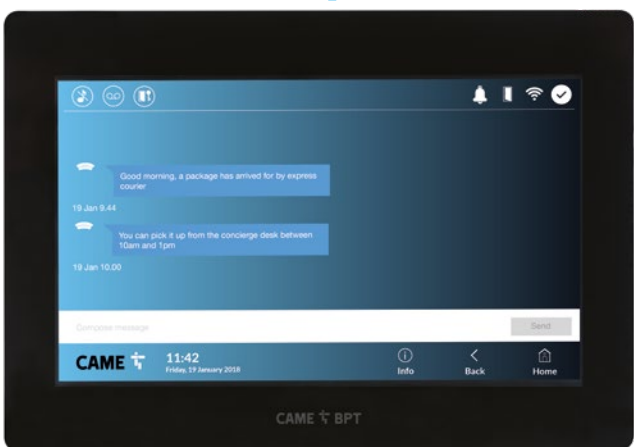 Good morning, a package has arrived for by express
courier
19 Jan 9.44
You can pick it up from the concierge desk between
10am and 1pm
19 Jan 10.00
Compose message
Send
CAME
11:42
Friday, 19 January 2018
Info
Back
Home
CAME BPT